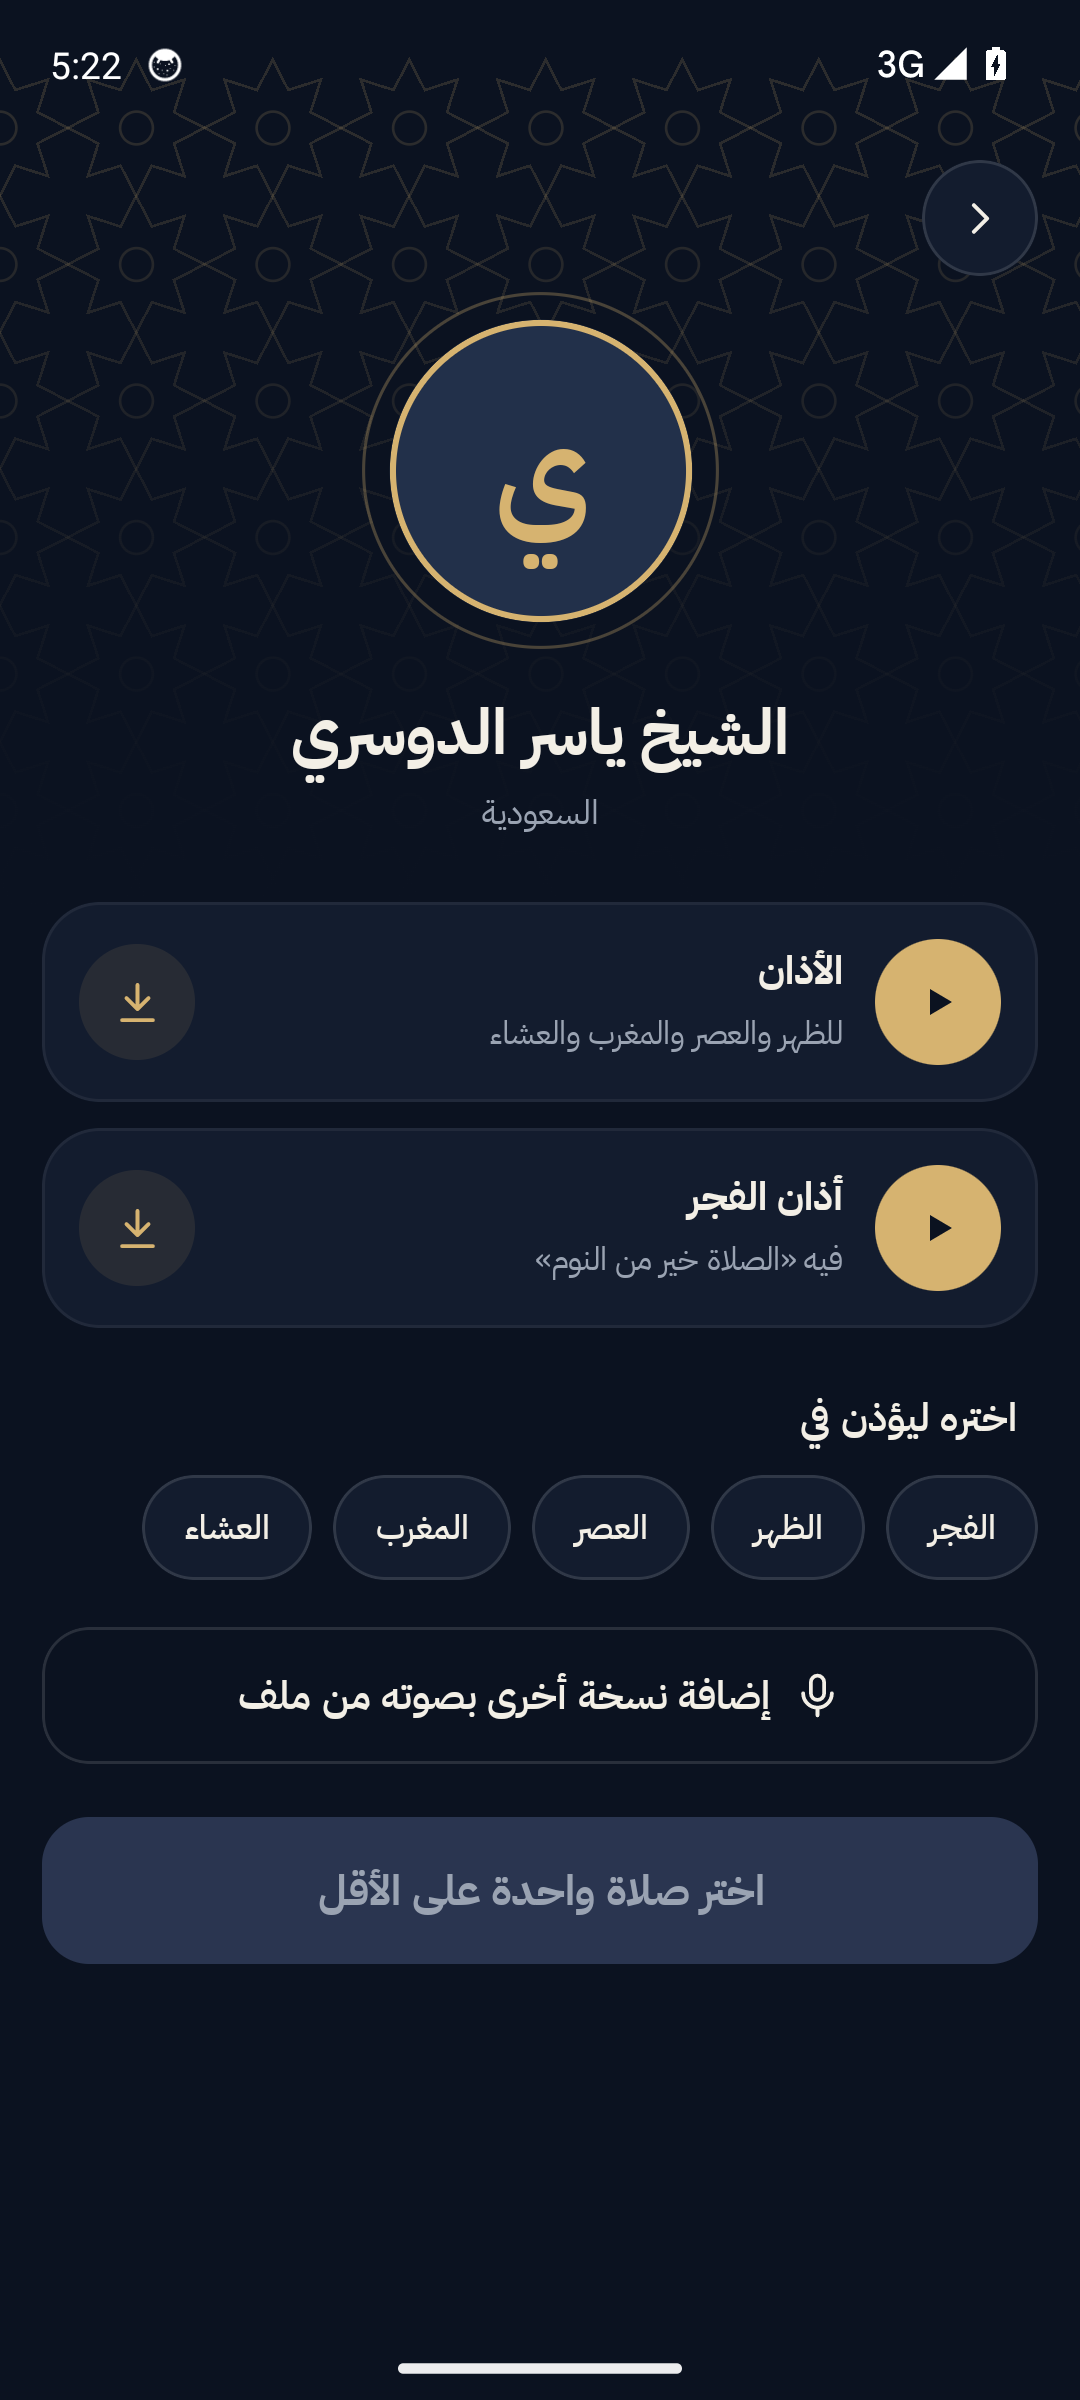 5:22
3G
ي
الشيخ ياسر الدوسري
السعودية
الأذان
للظهر والعصر والمغرب والعشاء
أذان الفجر
فيه «الصلاة خير من النوم»
اختره ليؤذن في
الفجر الظهر العصر المغرب العشاء
إضافة نسخة أخرى بصوته من ملف
اختر صلاة واحدة على الأقل